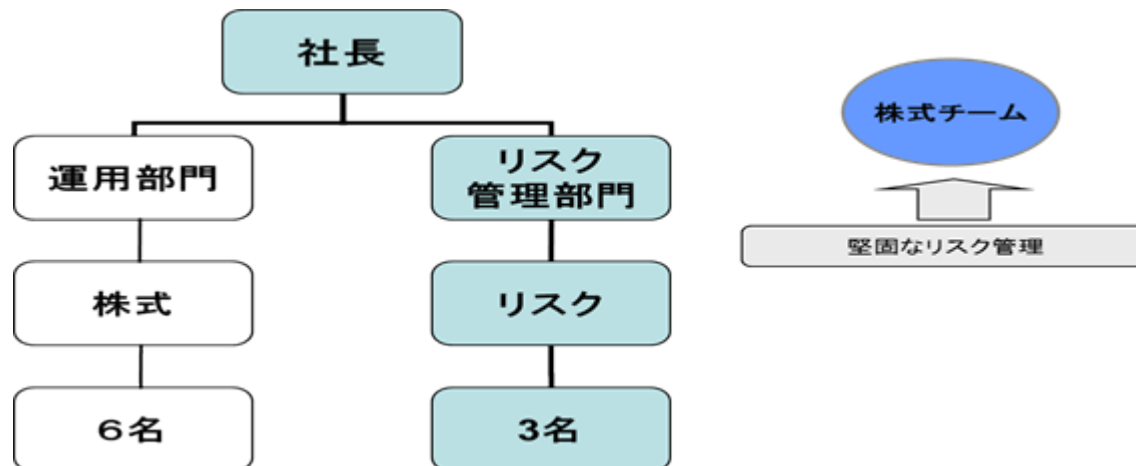 社長
運用部門
リスク
管理部門
株式
リスク
６名
3名
株式チーム
堅固なリスク管理